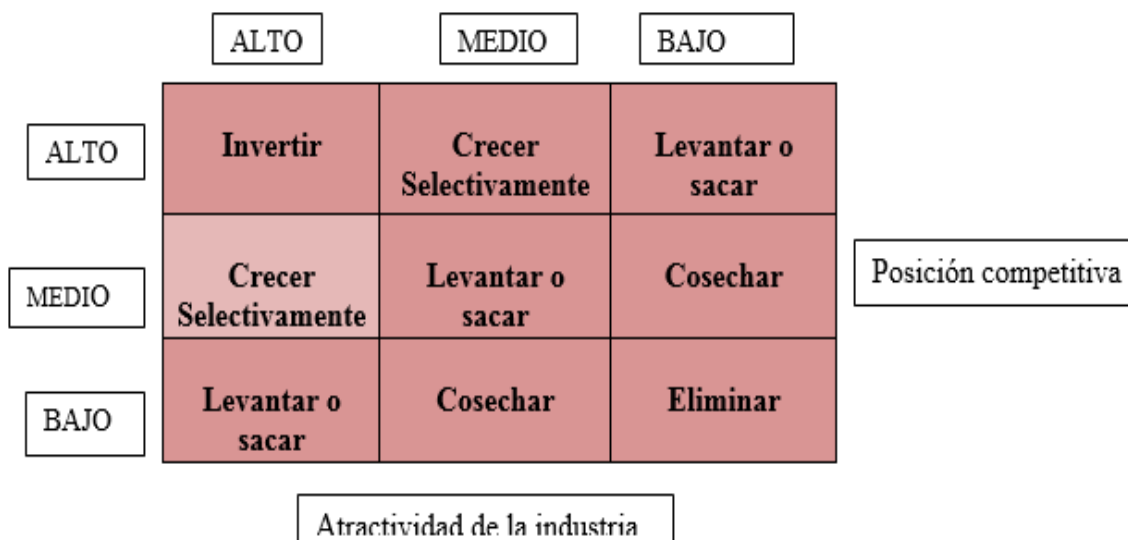 ALTO
MEDIO
BAJO
ALTO
Invertir
Crecer
Selectivamente
Levantar o
sacar
MEDIO
Crecer
Selectivamente
Levantar o
sacar
Cosechar
Posición competitiva
BAJO
Levantar o
sacar
Cosechar
Eliminar
Atractividad de la industria